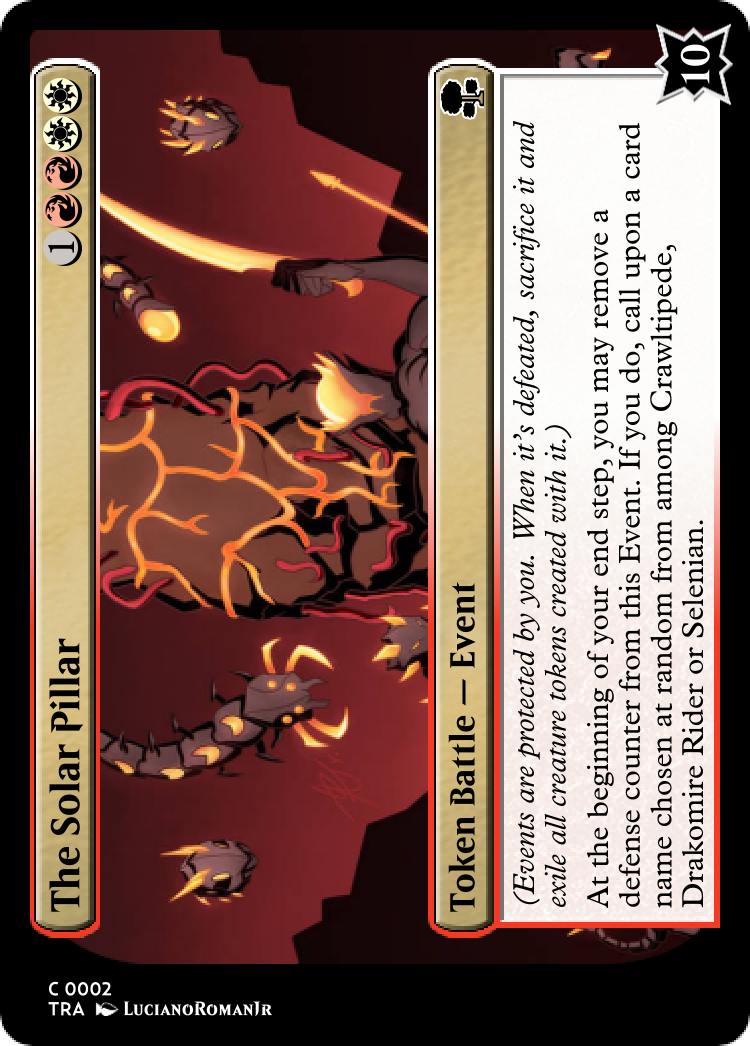 The Solar Pillar 1
Token Battle — Event
(Events are protected by you. When it's defeated, sacrifice it and
exile all creature tokens created with it.)
At the beginning of your end step, you may remove a
defense counter from this Event. If you do, call upon a card
name chosen at random from among Crawltipede,
Drakomire Rider or Selenian.
10
C 0002
TRA LucianoRomanJr